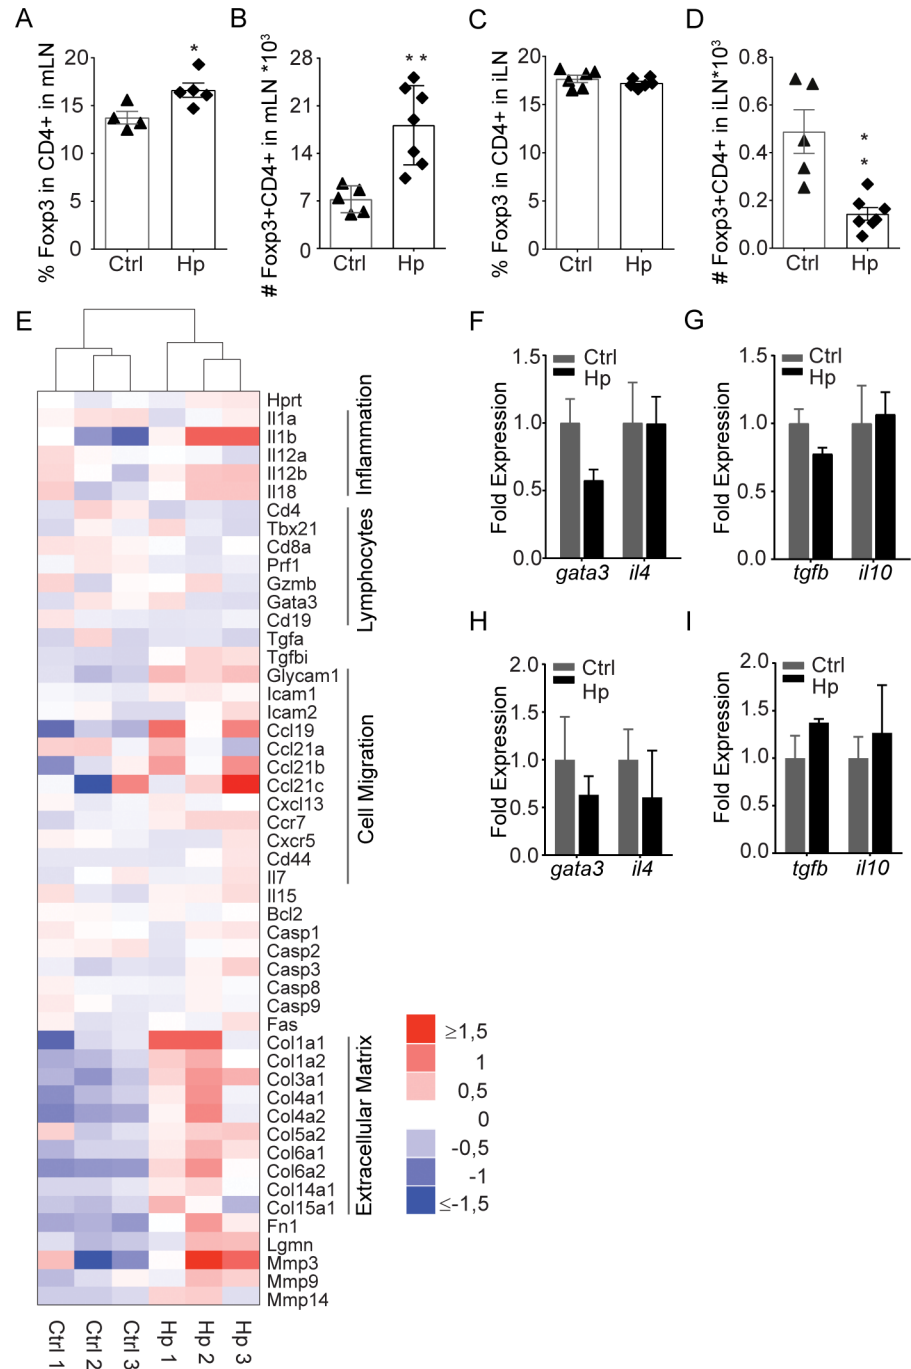 A
B
C
D
% Foxp3 in CD4+ in mLN
20
15
10
5
0
*
Ctrl
Hp
# Foxp3+CD4+ in mLN *10³
28
21
14
7
0
* *
Ctrl
Hp
% Foxp3 in CD4+ in iLN
20
15
10
5
0
Ctrl
Hp
# Foxp3+CD4+ in iLN*10³
0.8
0.6
0.4
0.2
0.0
*
*
Ctrl
Hp
E
Hprt
Il1a
Il1b
Il12a
Il12b
Il18
Cd4
Tbx21
Cd8a
Prf1
Gzmb
Gata3
Cd19
Tgfa
Tgfbi
Glycam1
Icam1
Icam2
Ccl19
Ccl21a
Ccl21b
Ccl21c
Cxcl13
Ccr7
Cxcr5
Cd44
Il7
Il15
Bcl2
Casp1
Casp2
Casp3
Casp8
Casp9
Fas
Col1a1
Col1a2
Col3a1
Col4a1
Col4a2
Col5a2
Col6a1
Col6a2
Col14a1
Col15a1
Fn1
Lgmn
Mmp3
Mmp9
Mmp14
Inflammation
Lymphocytes
Cell Migration
Extracellular Matrix
Ctrl 1
Ctrl 2
Ctrl 3
Hp 1
Hp 2
Hp 3
≥1,5
1
0,5
0
-0,5
-1
≤-1,5
F
Fold Expression
1.5
1.0
0.5
0.0
Ctrl
Hp
gata3
il4
G
Fold Expression
1.5
1.0
0.5
0.0
Ctrl
Hp
tgfb
il10
H
Fold Expression
2.0
1.5
1.0
0.5
0.0
Ctrl
Hp
gata3
il4
I
Fold Expression
2.0
1.5
1.0
0.5
0.0
Ctrl
Hp
tgfb
il10